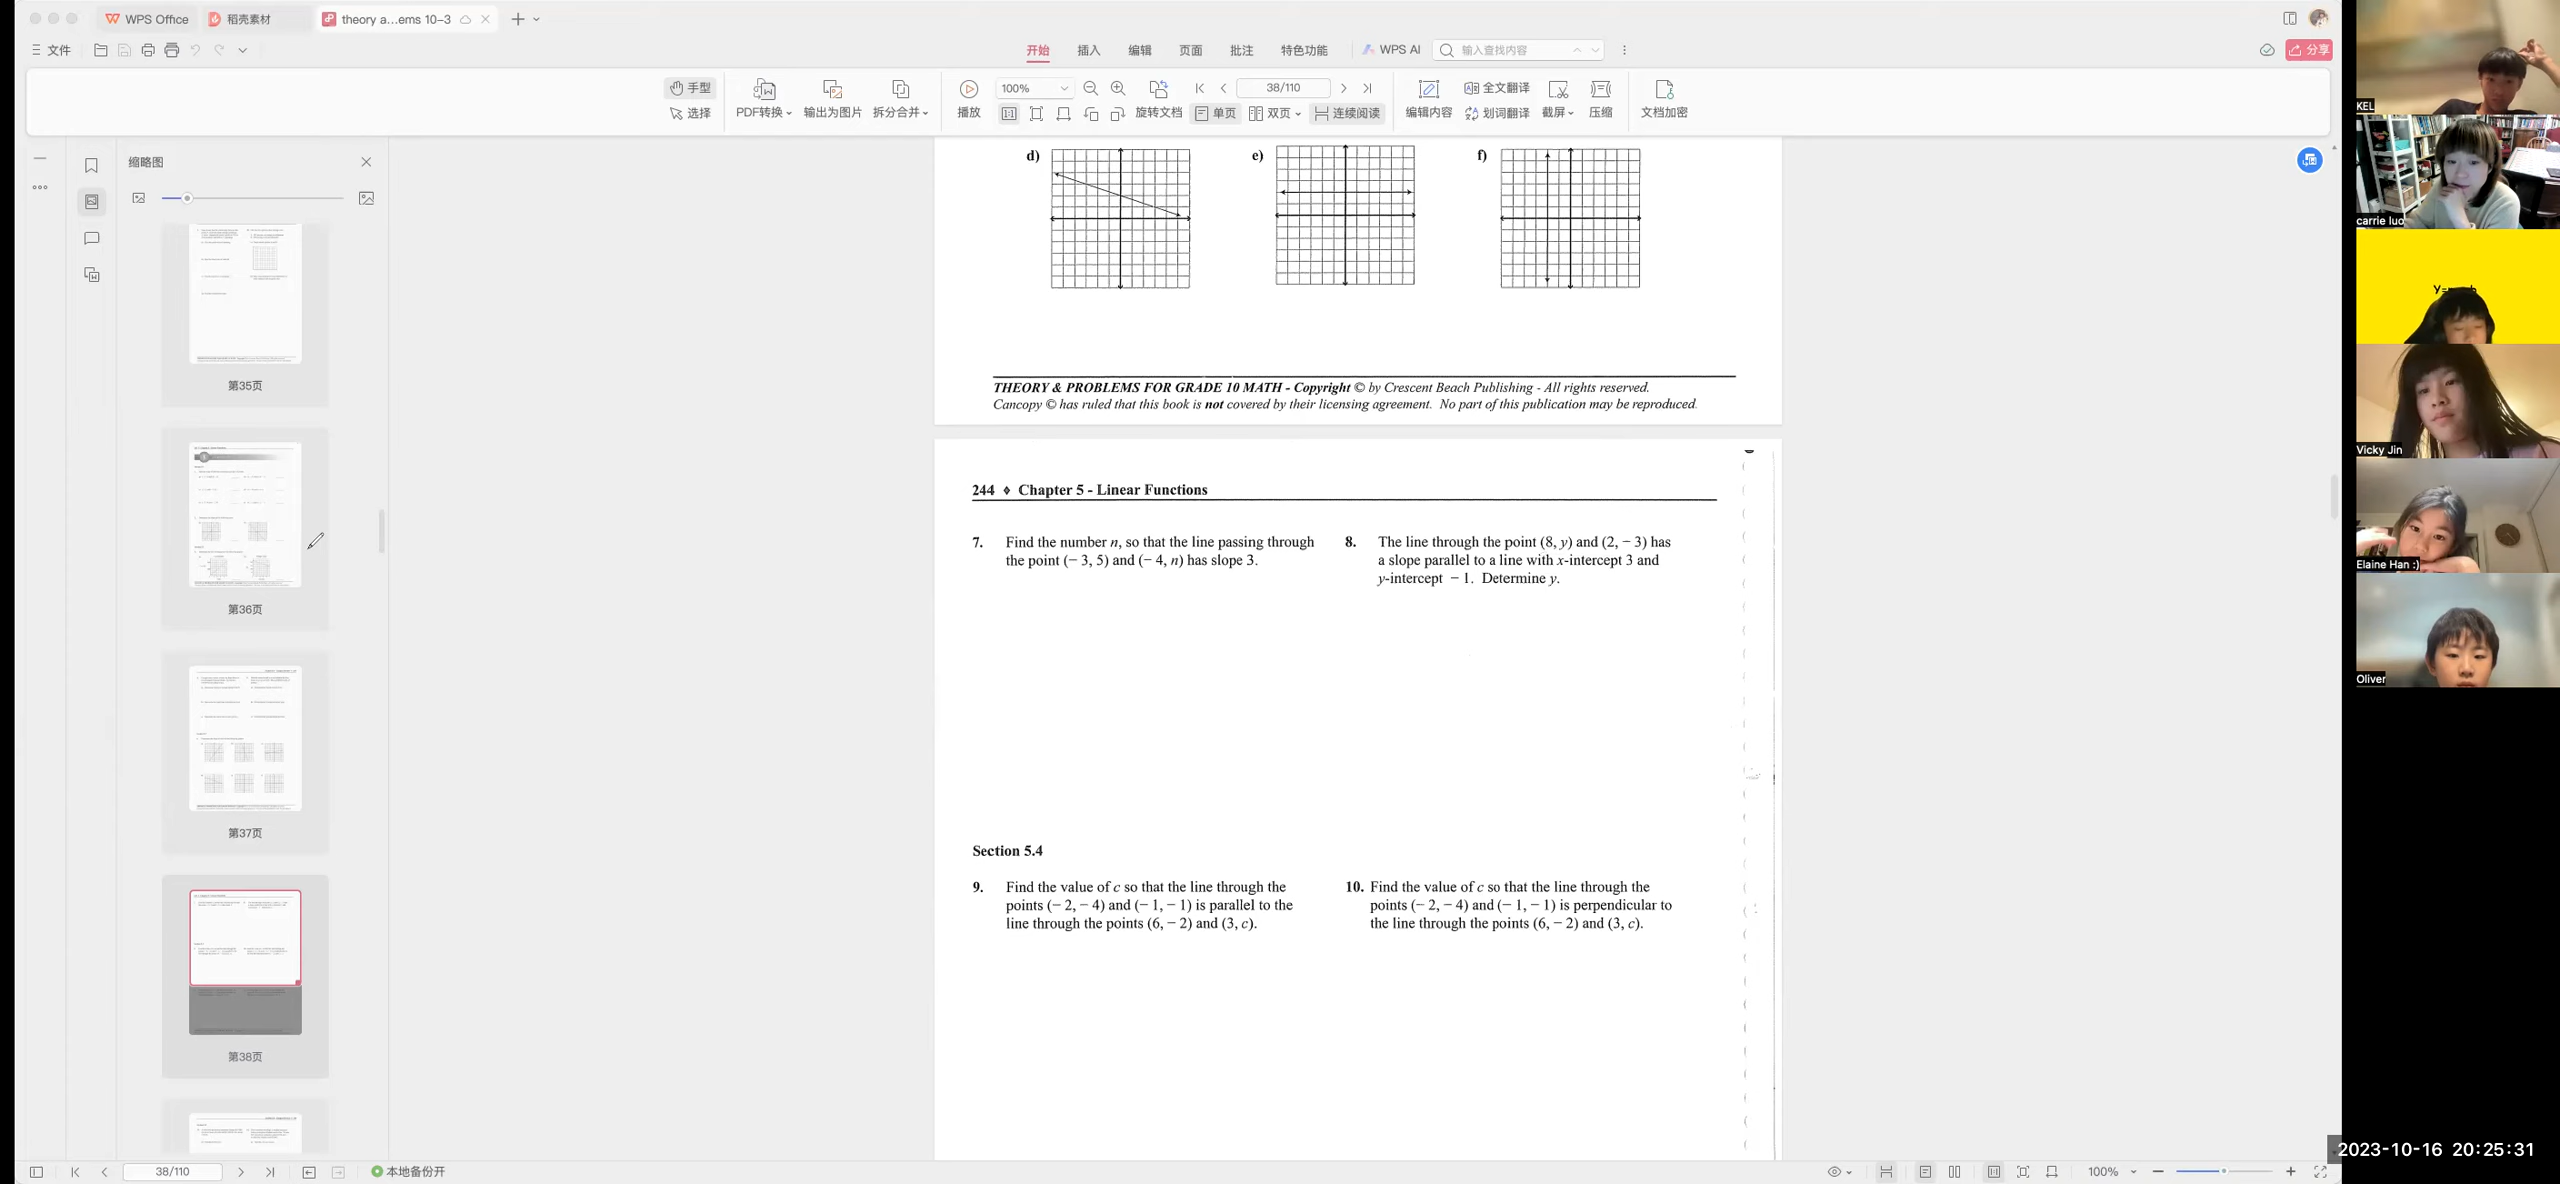 WPS Office
稻壳素材
theory a...ems 10–3
文件
开始
插入
编辑
页面
批注
特色功能
WPS AI
输入查找内容
分享
手型
选择
PDF转换
输出为图片
拆分合并
播放
100%
旋转文档
38/110
单页
双页
连续阅读
编辑内容
全文翻译
划词翻译
截屏
压缩
文档加密
缩略图
第35页
第36页
第37页
第38页
d)
e)
f)
THEORY & PROBLEMS FOR GRADE 10 MATH - Copyright © by Crescent Beach Publishing - All rights reserved.
Cancopy © has ruled that this book is not covered by their licensing agreement. No part of this publication may be reproduced.
244 ♦ Chapter 5 - Linear Functions
7. Find the number n, so that the line passing through
the point (− 3, 5) and (− 4, n) has slope 3.
8. The line through the point (8, y) and (2, − 3) has
a slope parallel to a line with x-intercept 3 and
y-intercept − 1. Determine y.
Section 5.4
9. Find the value of c so that the line through the
points (− 2, − 4) and (− 1, − 1) is parallel to the
line through the points (6, − 2) and (3, c).
10. Find the value of c so that the line through the
points (− 2, − 4) and (− 1, − 1) is perpendicular to
the line through the points (6, − 2) and (3, c).
38/110
本地备份开
100%
KEL
carrie luo
Vicky Jin
Elaine Han :)
Oliver
2023-10-16 20:25:31